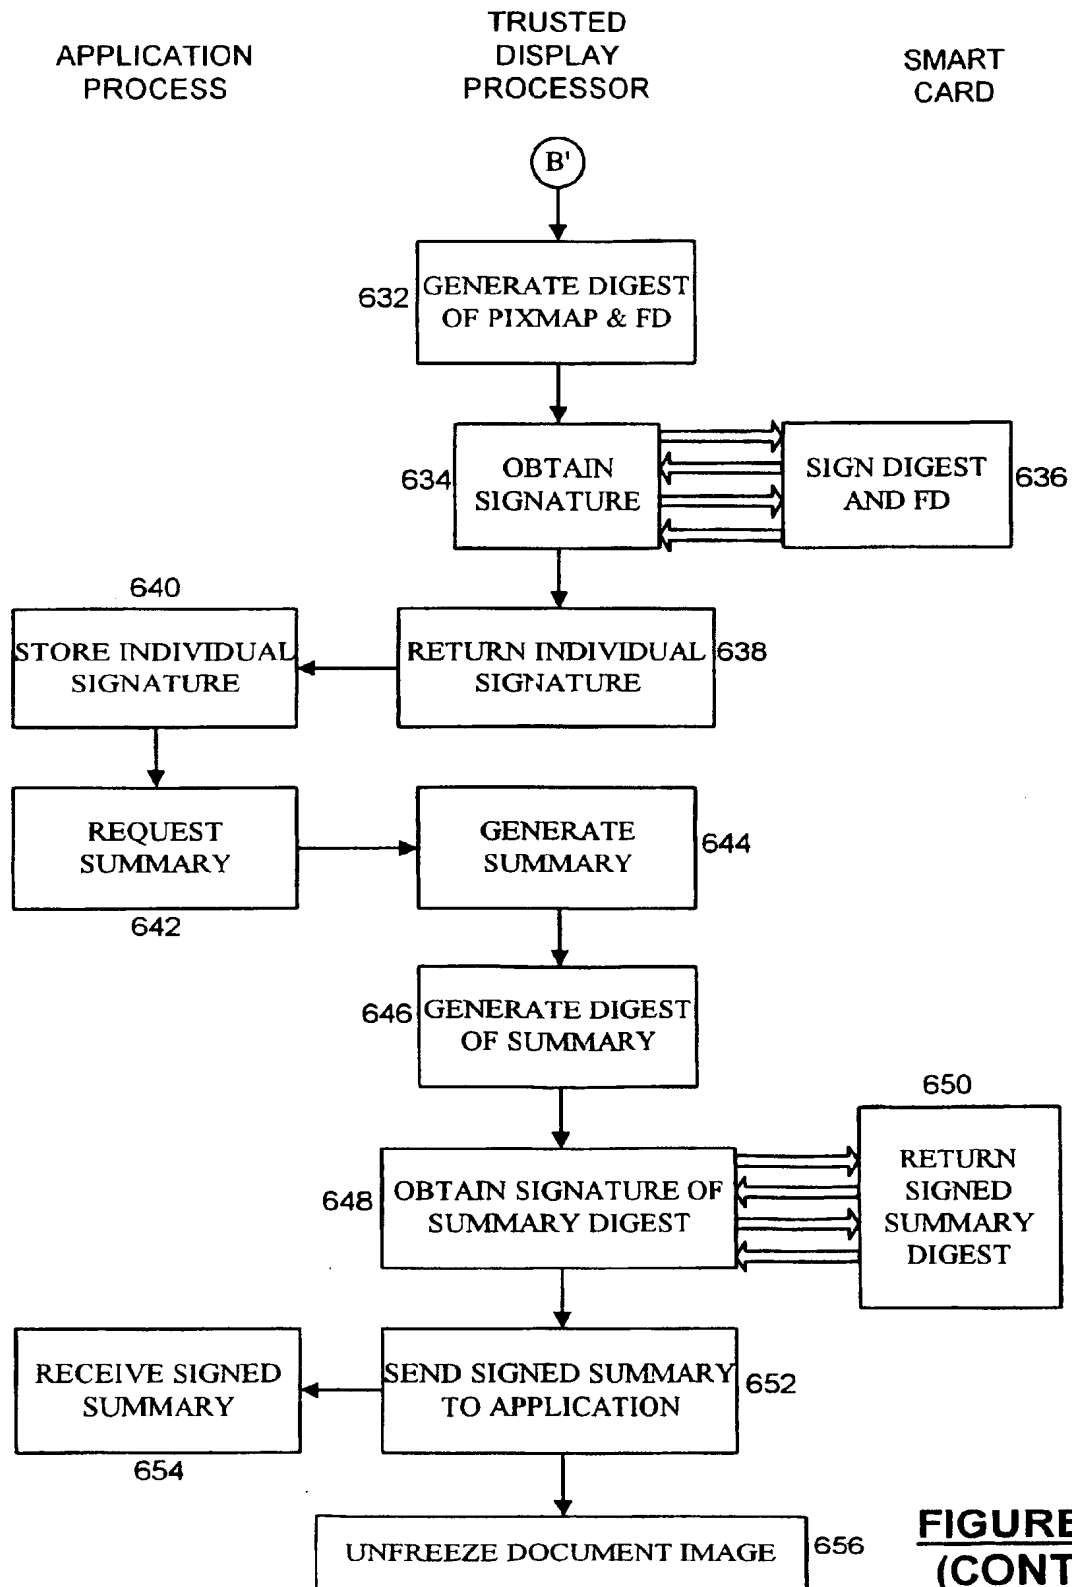 APPLICATION
PROCESS
TRUSTED
DISPLAY
PROCESSOR
SMART
CARD
B'
632
GENERATE DIGEST
OF PIXMAP & FD
634
OBTAIN
SIGNATURE
SIGN DIGEST
AND FD
636
640
STORE INDIVIDUAL
SIGNATURE
RETURN INDIVIDUAL
SIGNATURE
638
REQUEST
SUMMARY
642
GENERATE
SUMMARY
644
646
GENERATE DIGEST
OF SUMMARY
648
OBTAIN SIGNATURE OF
SUMMARY DIGEST
650
RETURN
SIGNED
SUMMARY
DIGEST
RECEIVE SIGNED
SUMMARY
654
SEND SIGNED SUMMARY
TO APPLICATION
652
UNFREEZE DOCUMENT IMAGE
656
FIGURE
(CONT